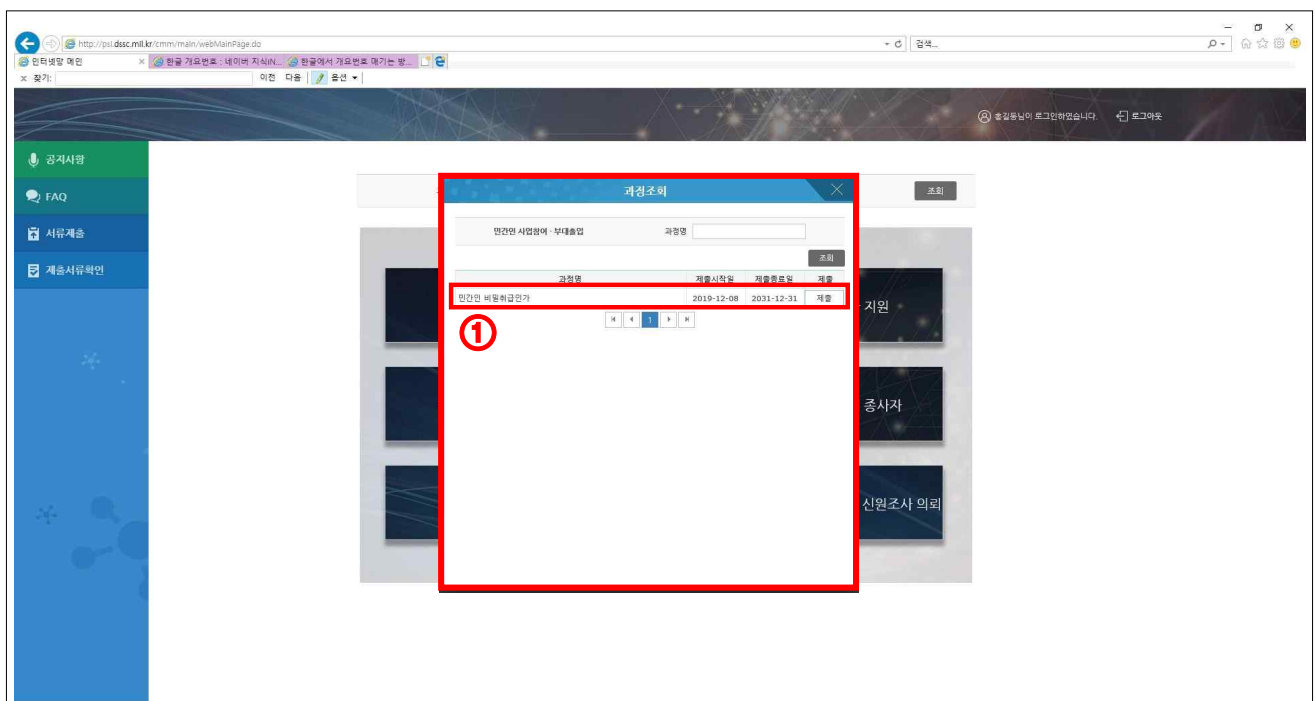 http://psi.dssc.mil.kr/cmm/main/webMainPage.do
검색...
인터넷망 메인
한글 개요번호 : 네이버 지식iN...
한글에서 개요번호 매기는 방...
x 찾기:
이전 다음
옵션
홍길동님이 로그인하였습니다.
로그아웃
공지사항
FAQ
서류제출
제출서류확인
조회
과정조회
민간인 사업참여 · 부대출입
과정명
조회
과정명 제출시작일 제출종료일 제출
민간인 비밀취급인가 2019-12-08 2031-12-31 제출
1
①
지원
종사자
신원조사 의뢰